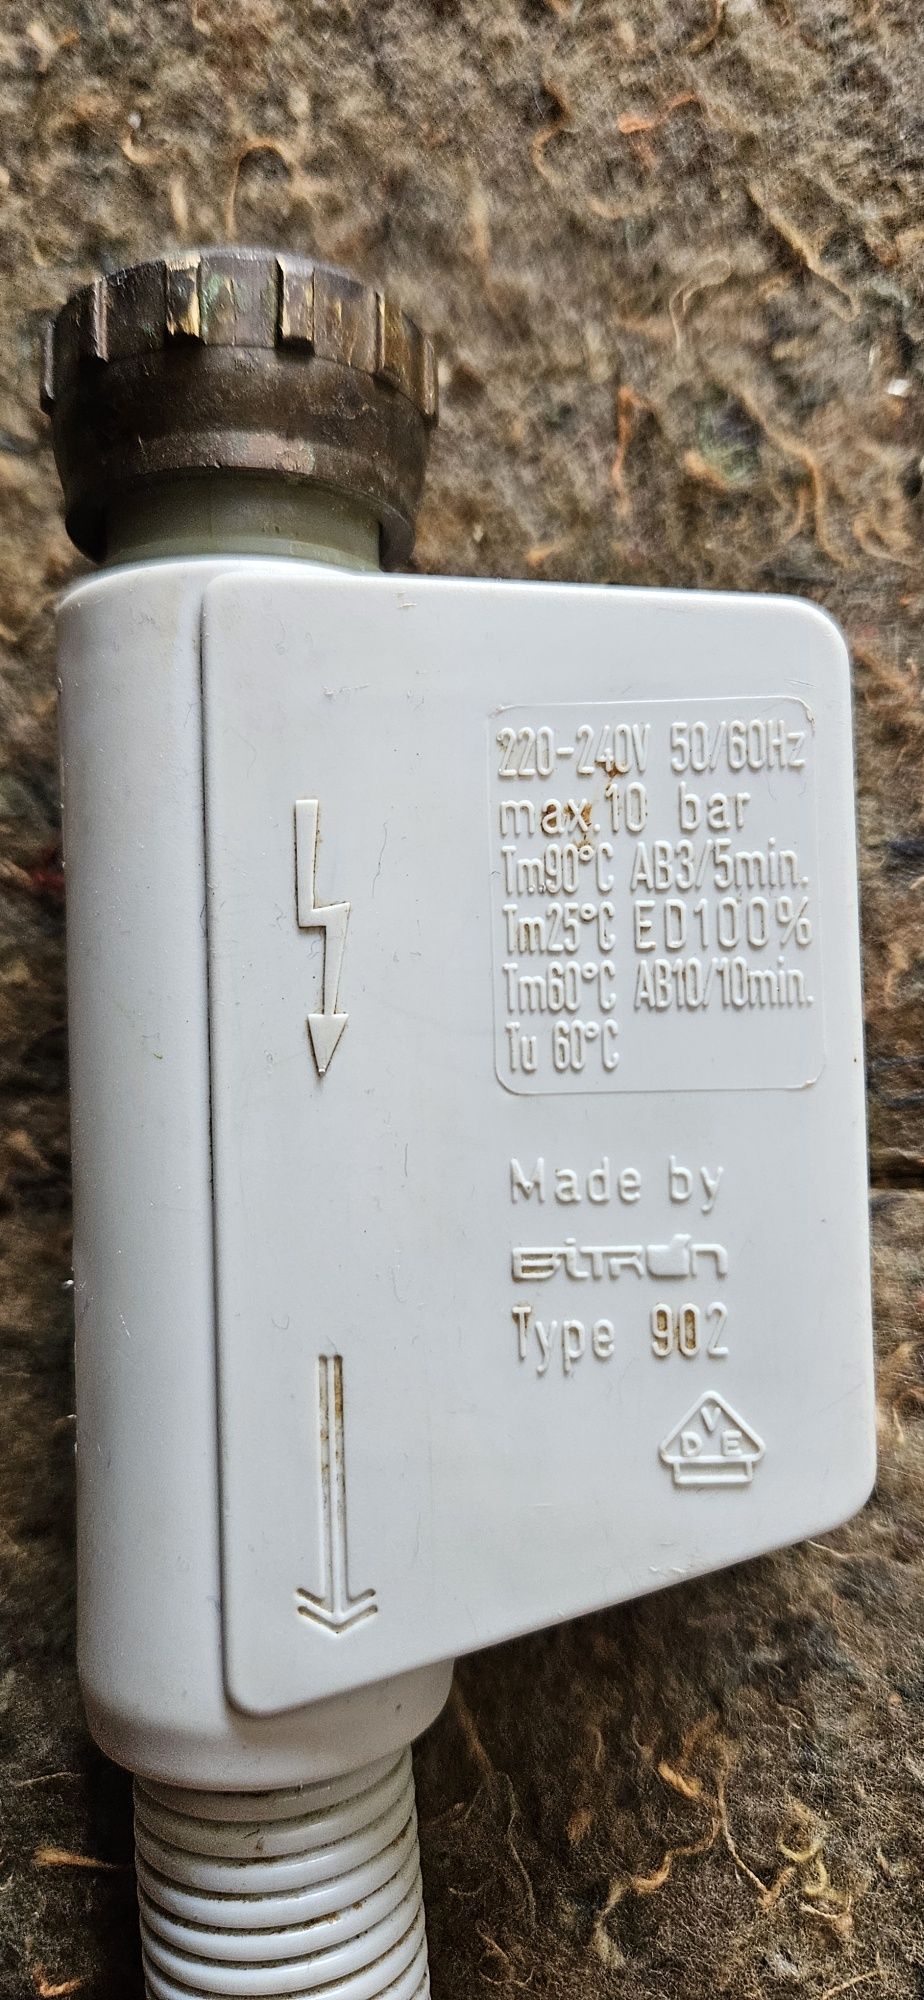 220-240V 50/60Hz
max.10 bar
Tm90°C AB3/5min.
Tm25°C ED100%
Tm60°C AB10/10min.
Tu 60°C
Made by
BiTRON
Type 902
DVE